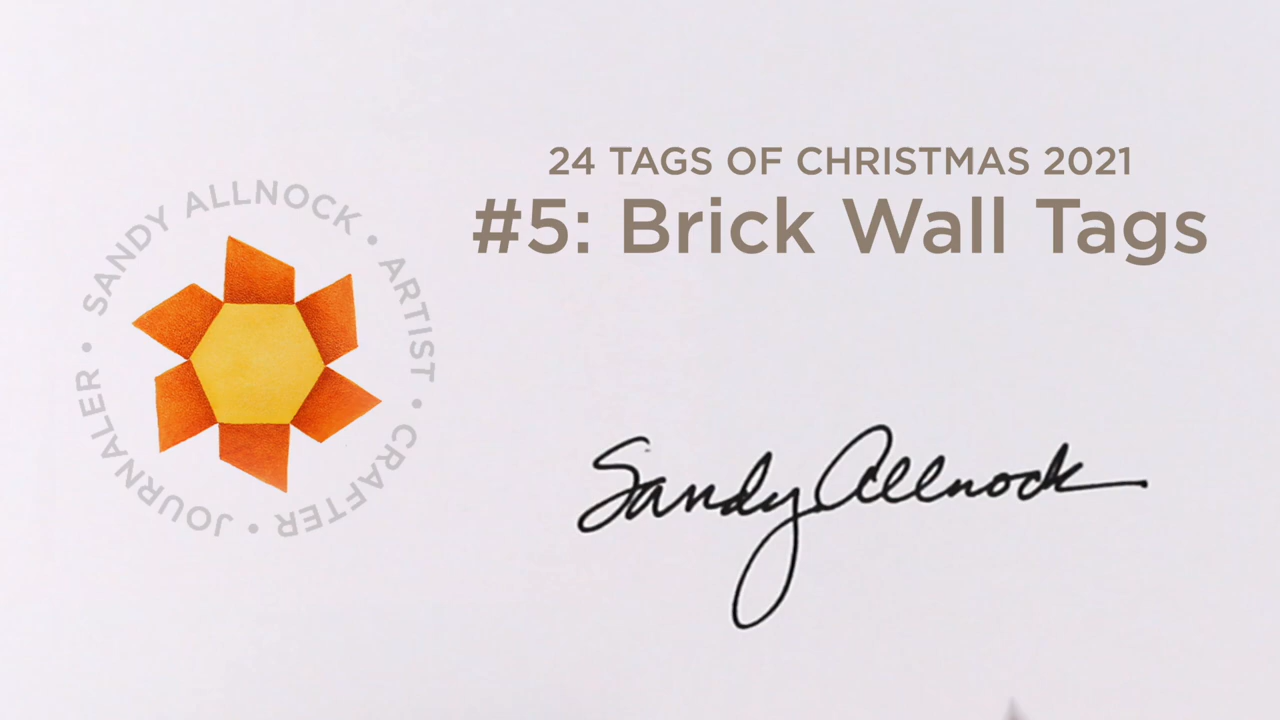 24 TAGS OF CHRISTMAS 2021
#5: Brick Wall Tags
SANDY ALLNOCK • ARTIST • CRAFTER • JOURNALER •
Sandy Allnock